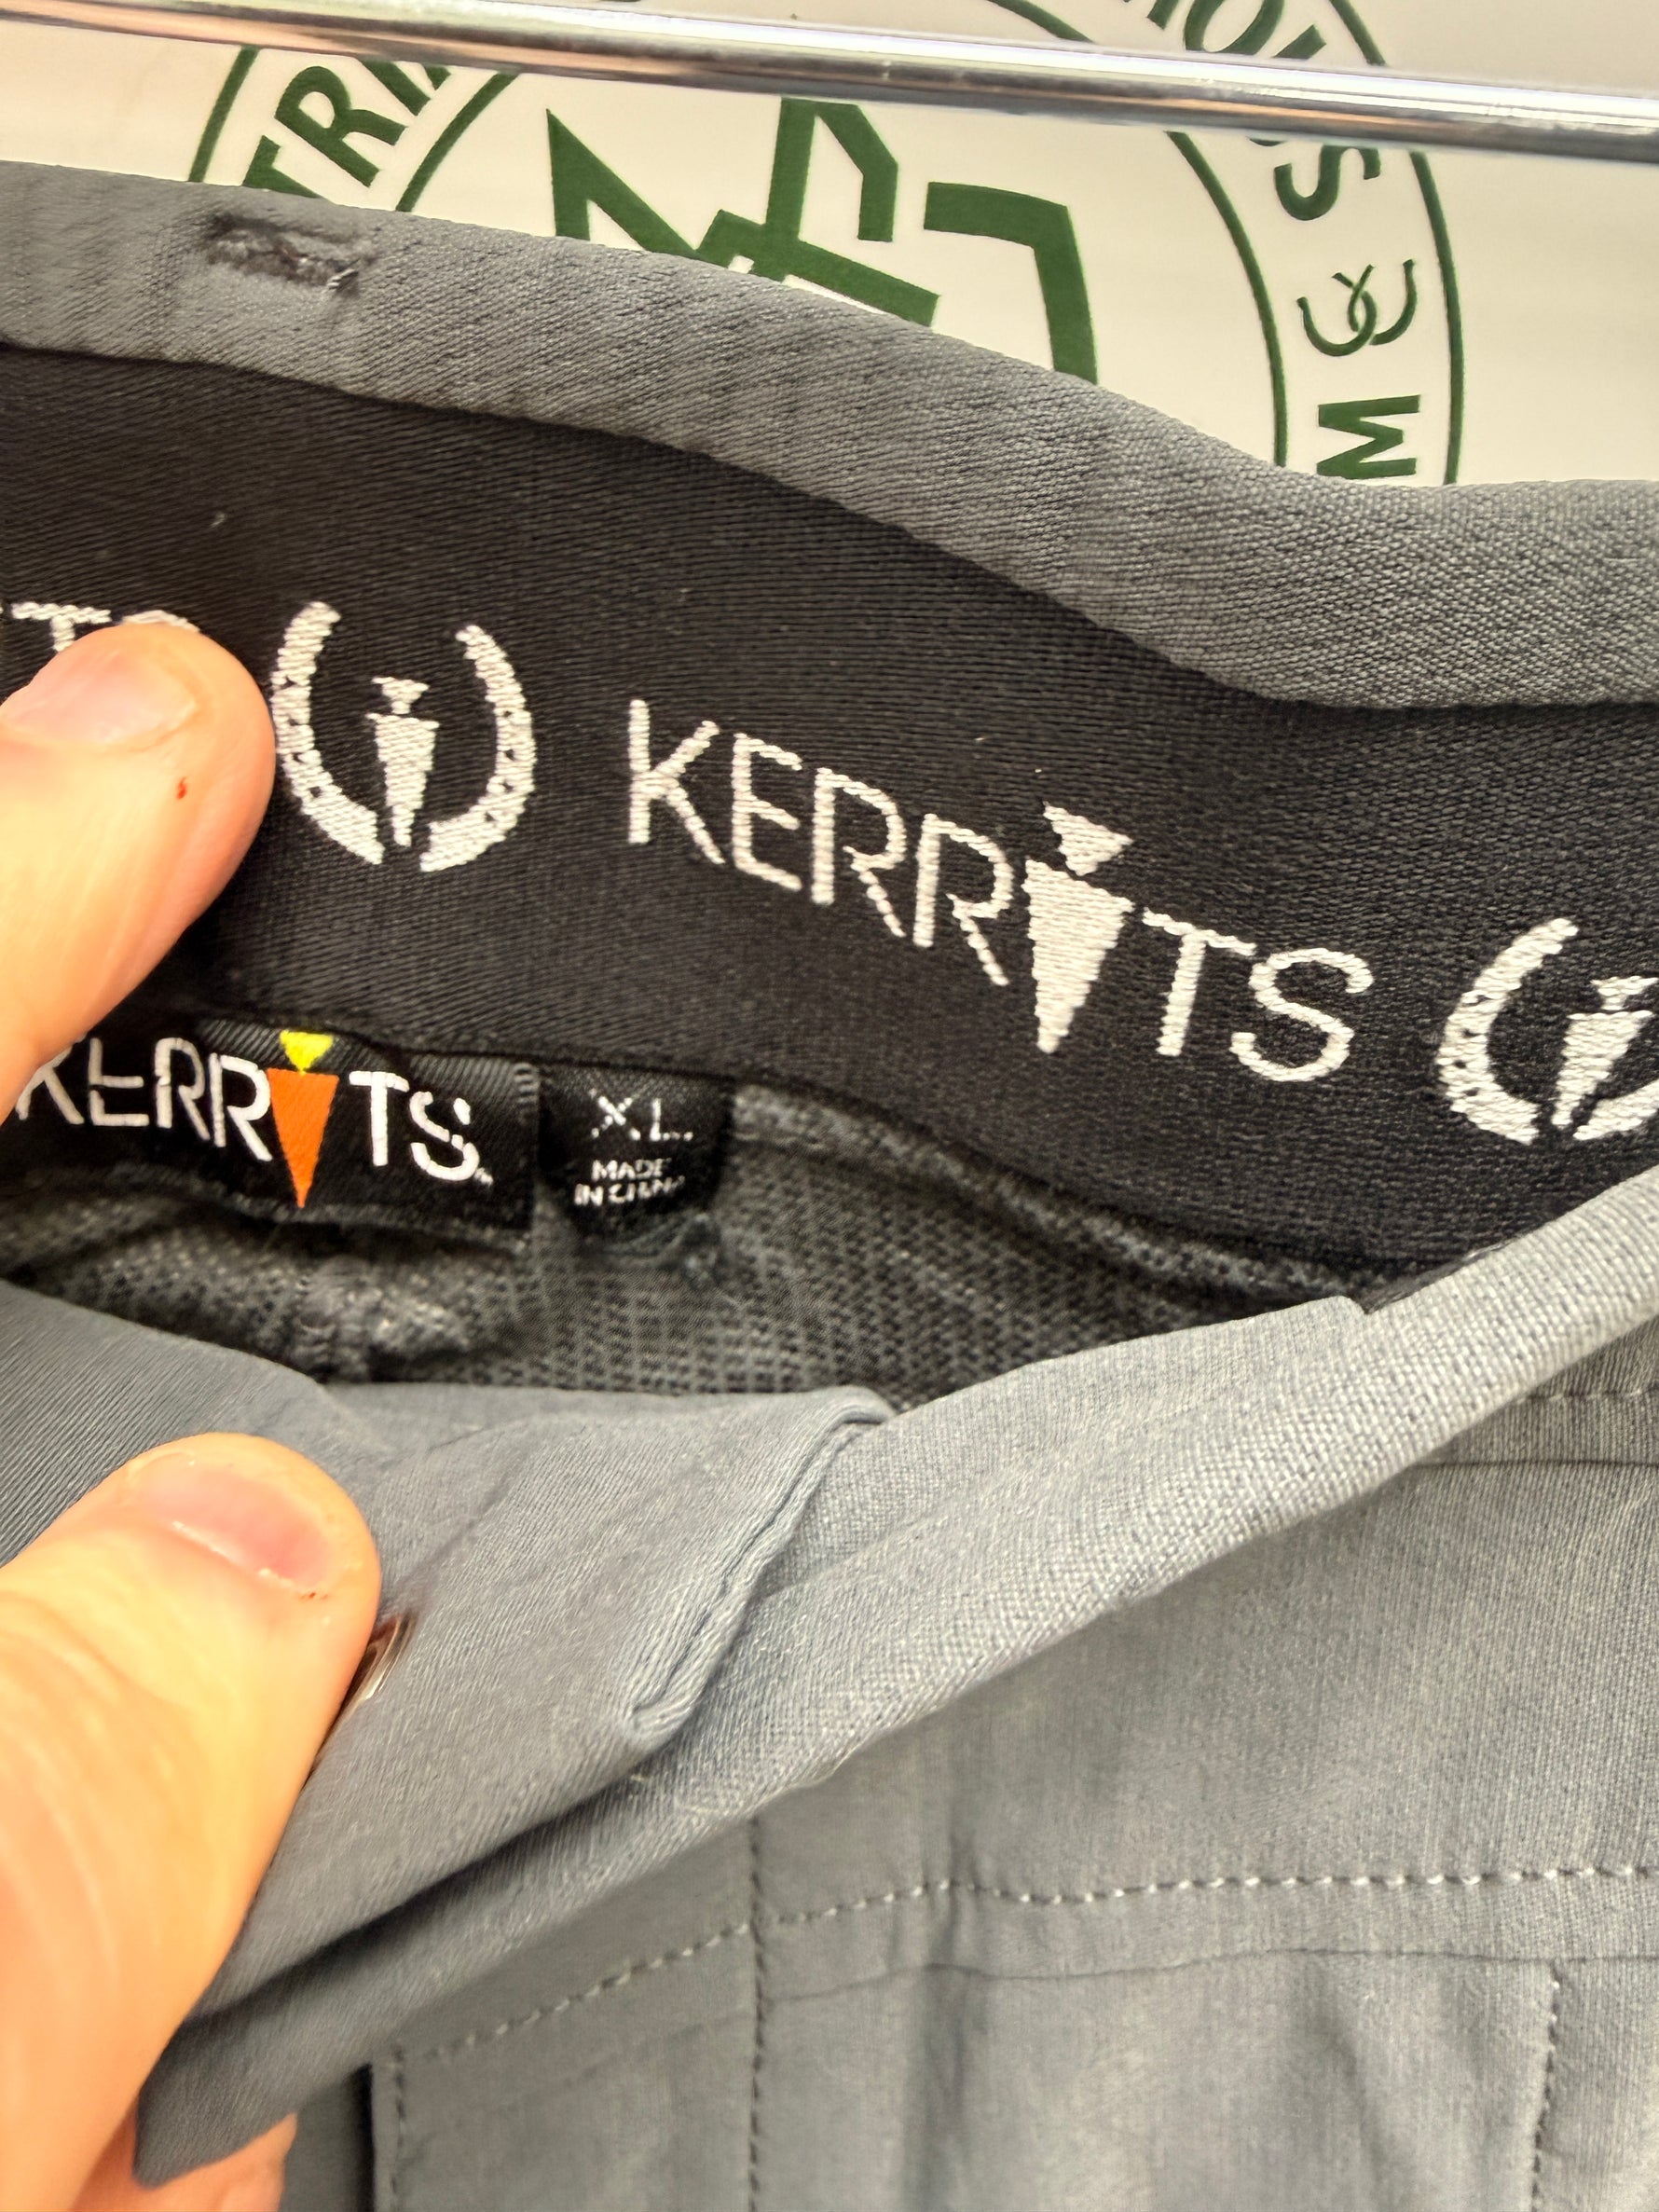 KERRITS
KERRITS
XL
MADE
IN CHINA
M